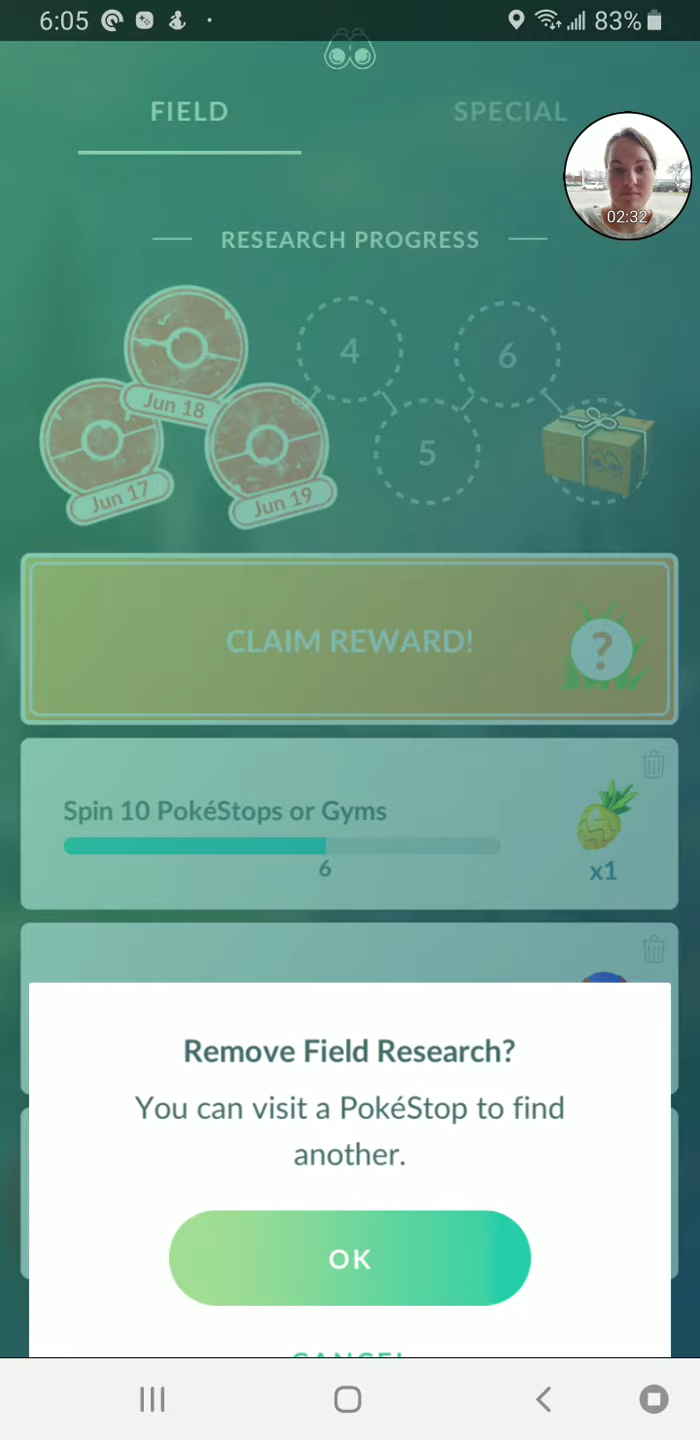 6:05
83%
FIELD
SPECIAL
02:32
RESEARCH PROGRESS
4
6
Jun 18
5
Jun 17
Jun 19
CLAIM REWARD!
?
Spin 10 PokéStops or Gyms
6
x1
Remove Field Research?
You can visit a PokéStop to find
another.
OK
CANCEL